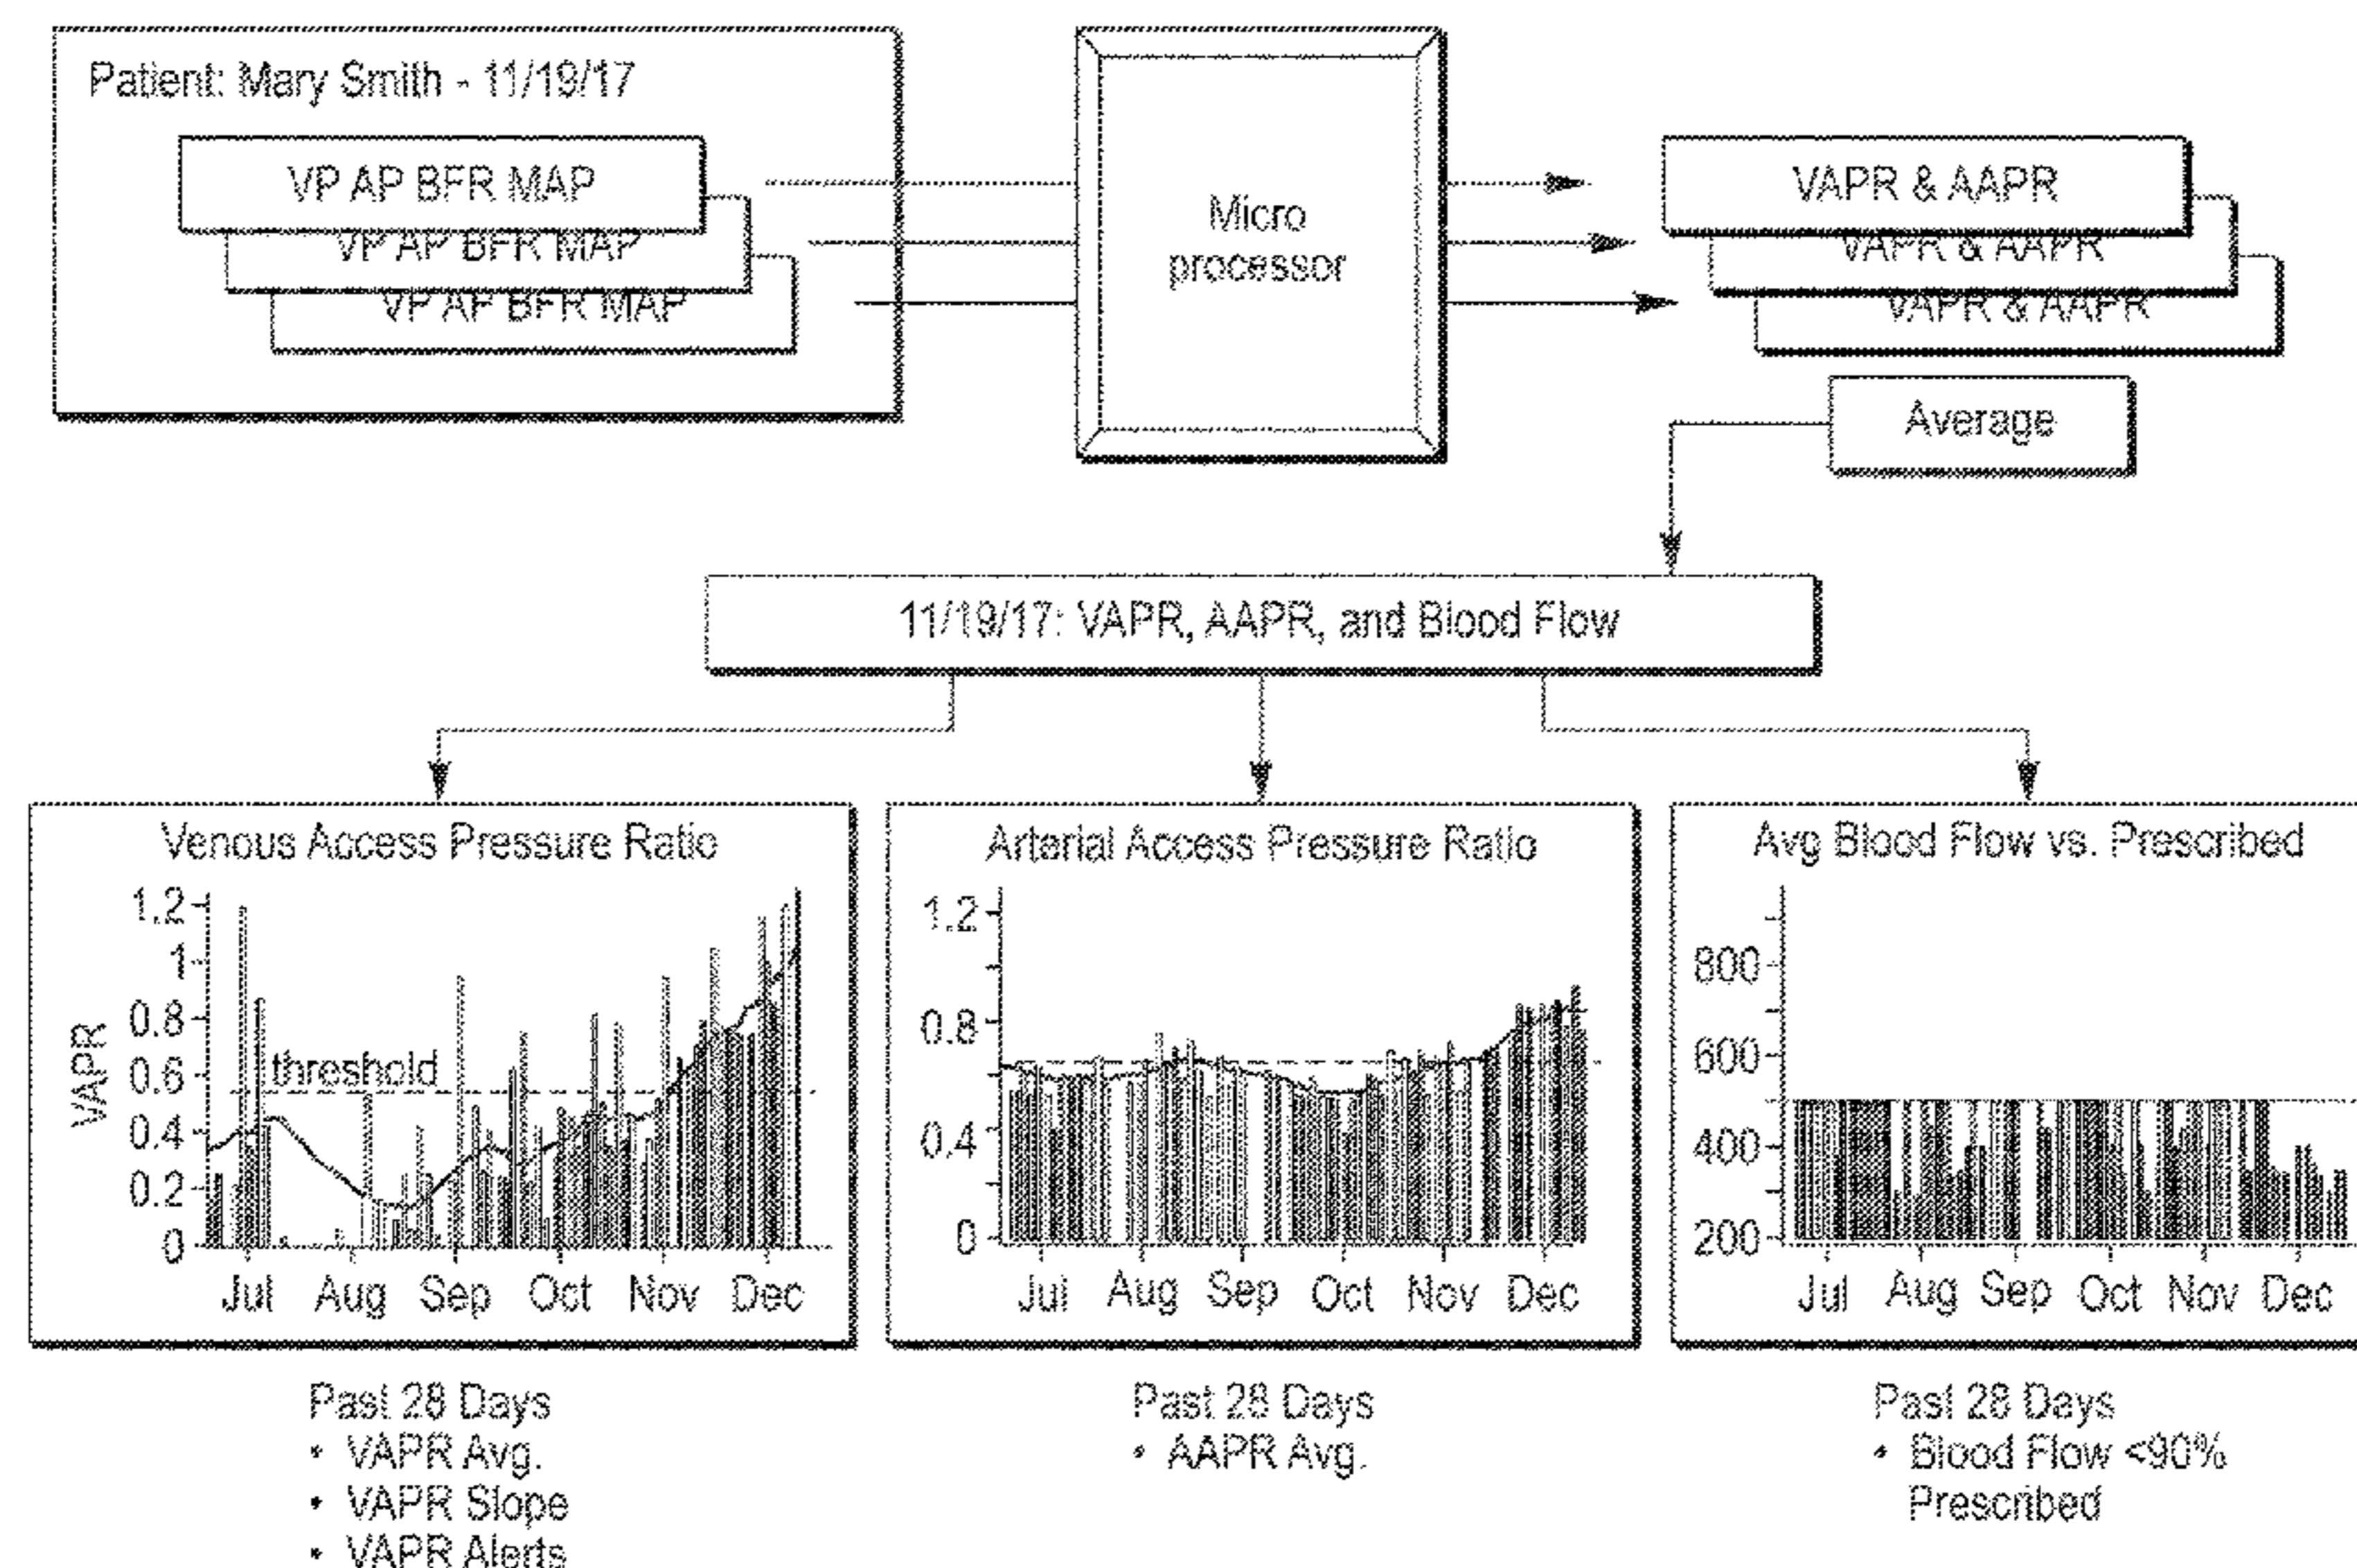 Patient: Mary Smith - 11/19/17
VP AP BFR MAP
VP AP BFR MAP
VP AP BFR MAP
Micro
processor
VAPR & AAPR
VAPR & AAPR
VAPR & AAPR
Average
11/19/17: VAPR, AAPR, and Blood Flow
Venous Access Pressure Ratio
VAPR
1.2
1
0.8
0.6
0.4
0.2
0
threshold
Jul Aug Sep Oct Nov Dec
Arterial Access Pressure Ratio
1.2
0.8
0.4
0
Jul Aug Sep Oct Nov Dec
Avg Blood Flow vs. Prescribed
800
600
400
200
Jul Aug Sep Oct Nov Dec
Past 28 Days
• VAPR Avg.
• VAPR Slope
• VAPR Alerts
Past 28 Days
• AAPR Avg.
Past 28 Days
• Blood Flow <90%
Prescribed